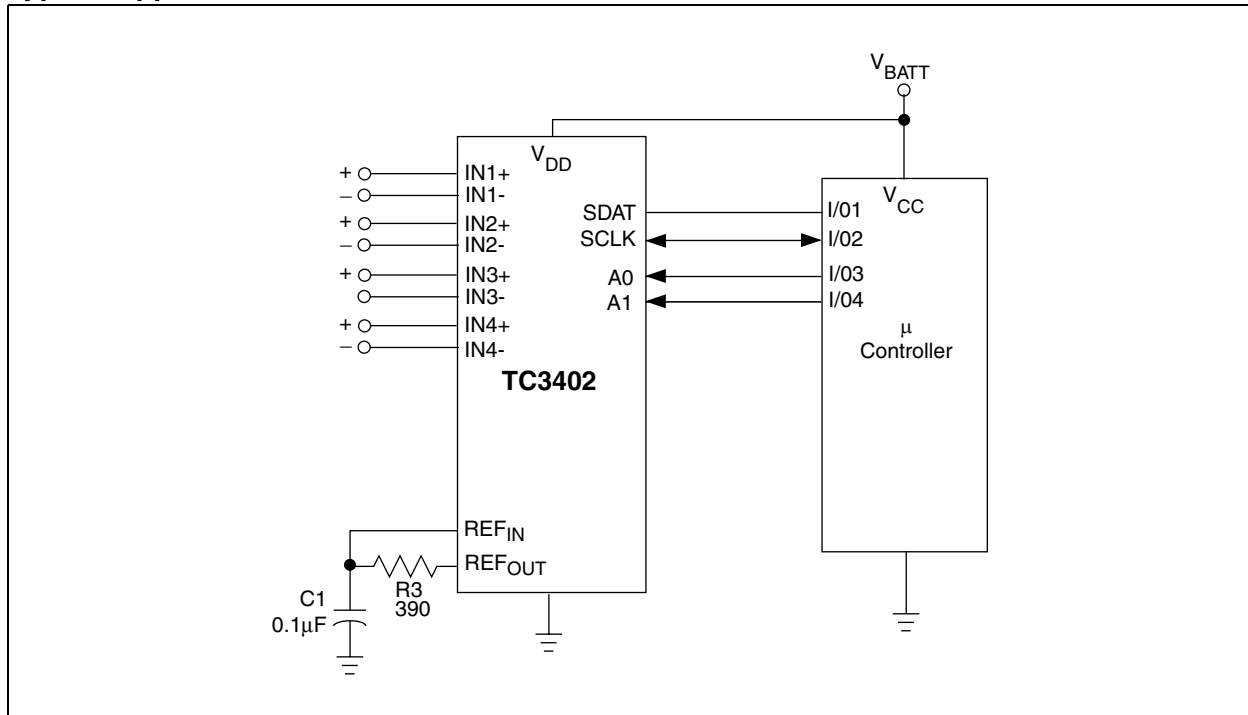 V_BATT
V_DD
+ IN1+
– IN1-
+ IN2+
– IN2-
+ IN3+
IN3-
+ IN4+
– IN4-
TC3402
SDAT
SCLK
A0
A1
V_CC
I/01
I/02
I/03
I/04
μ
Controller
REF_IN
REF_OUT
R3
390
C1
0.1μF